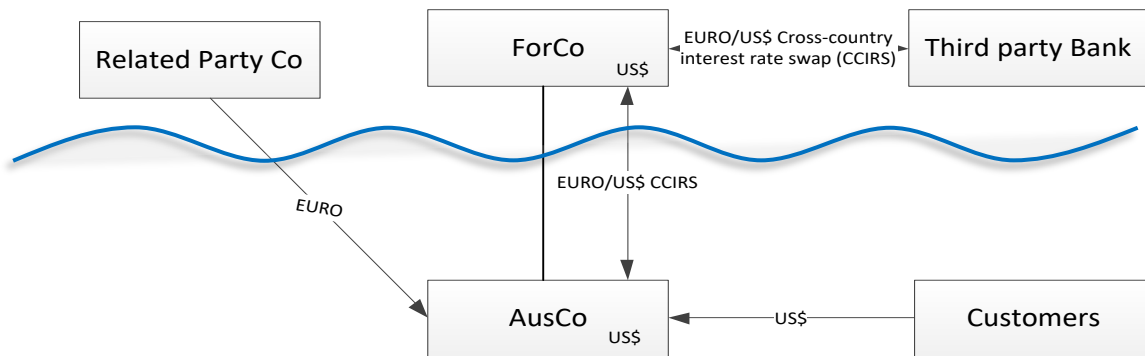 Related Party Co
ForCo
US$
EURO/US$ Cross-country
interest rate swap (CCIRS)
Third party Bank
EURO/US$ CCIRS
EURO
AusCo
US$
US$
Customers